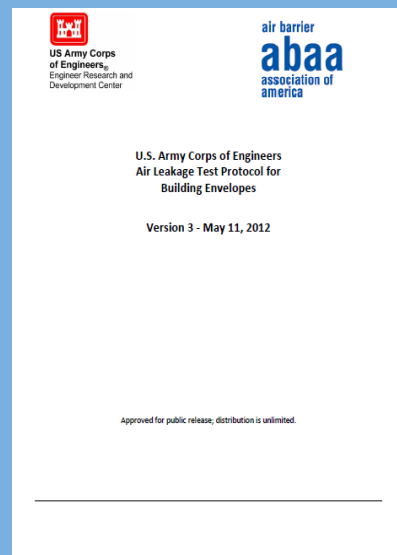 US Army Corps
of Engineers®
Engineer Research and
Development Center
air barrier
abaa
association of
america
U.S. Army Corps of Engineers
Air Leakage Test Protocol for
Building Envelopes
Version 3 - May 11, 2012
Approved for public release; distribution is unlimited.